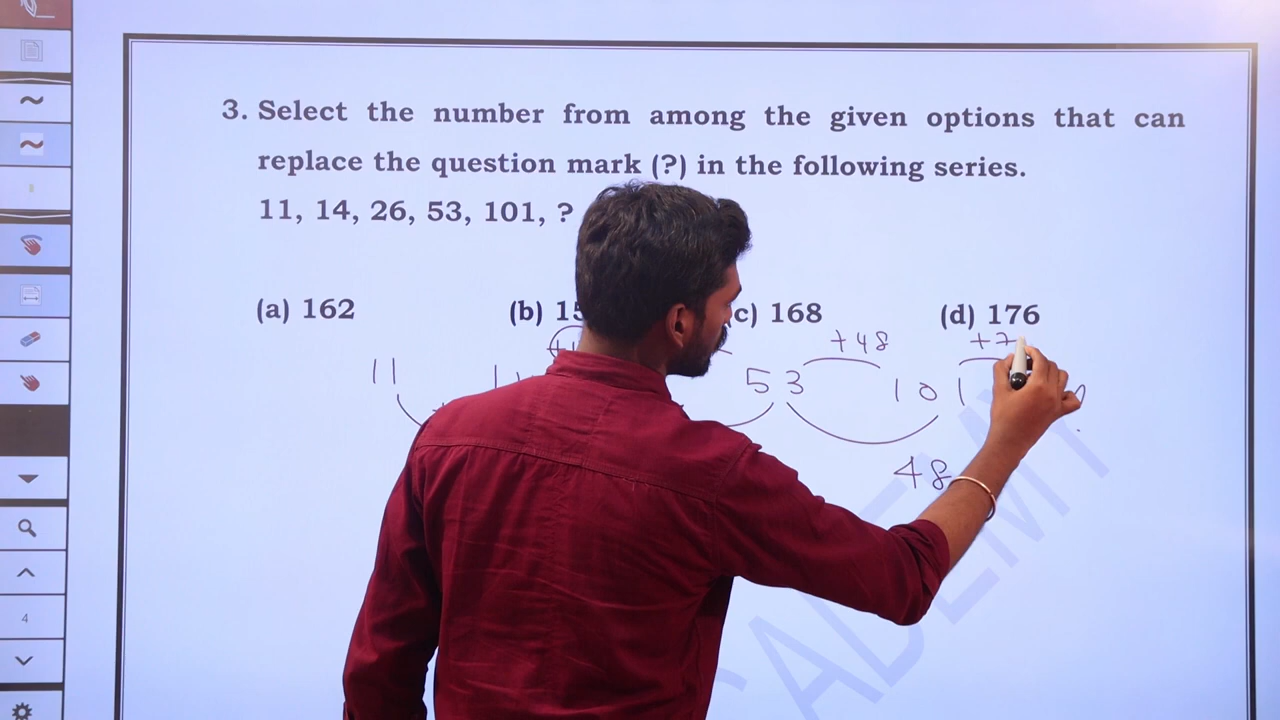 3. Select the number from among the given options that can
replace the question mark (?) in the following series.
11, 14, 26, 53, 101, ?
(a) 162 (b) (c) 168 (d) 176
+48
11 53 101
48
4